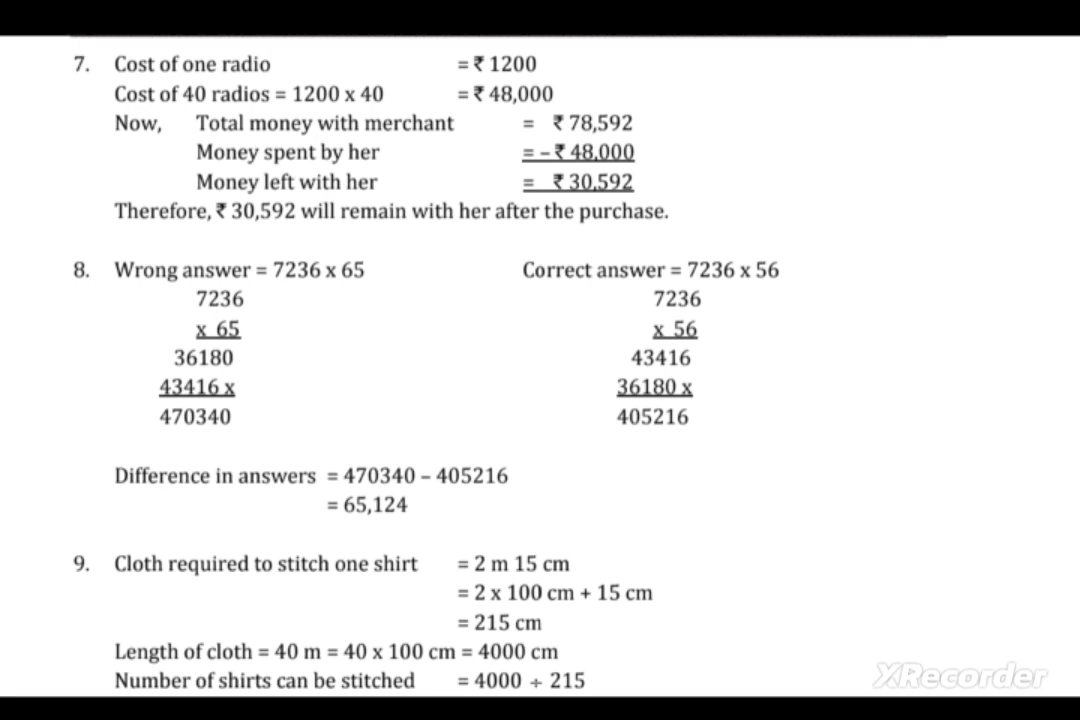 7. Cost of one radio = ₹ 1200
Cost of 40 radios = 1200 x 40 = ₹ 48,000
Now, Total money with merchant = ₹ 78,592
Money spent by her = – ₹ 48,000
Money left with her = ₹ 30,592
Therefore, ₹ 30,592 will remain with her after the purchase.
8. Wrong answer = 7236 x 65 Correct answer = 7236 x 56
7236 7236
x 65 x 56
36180 43416
43416 x 36180 x
470340 405216
Difference in answers = 470340 – 405216
= 65,124
9. Cloth required to stitch one shirt = 2 m 15 cm
= 2 x 100 cm + 15 cm
= 215 cm
Length of cloth = 40 m = 40 x 100 cm = 4000 cm
Number of shirts can be stitched = 4000 ÷ 215
XRecorder